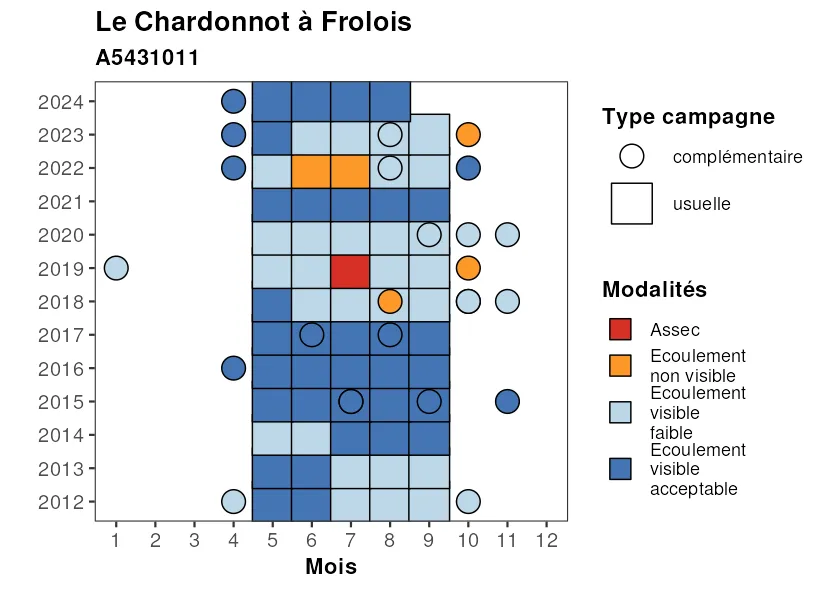 Le Chardonnot à Frolois
A5431011
2024
2023
2022
2021
2020
2019
2018
2017
2016
2015
2014
2013
2012
1 2 3 4 5 6 7 8 9 10 11 12
Mois
Type campagne
complémentaire
usuelle
Modalités
Assec
Ecoulement
non visible
Ecoulement
visible
faible
Ecoulement
visible
acceptable